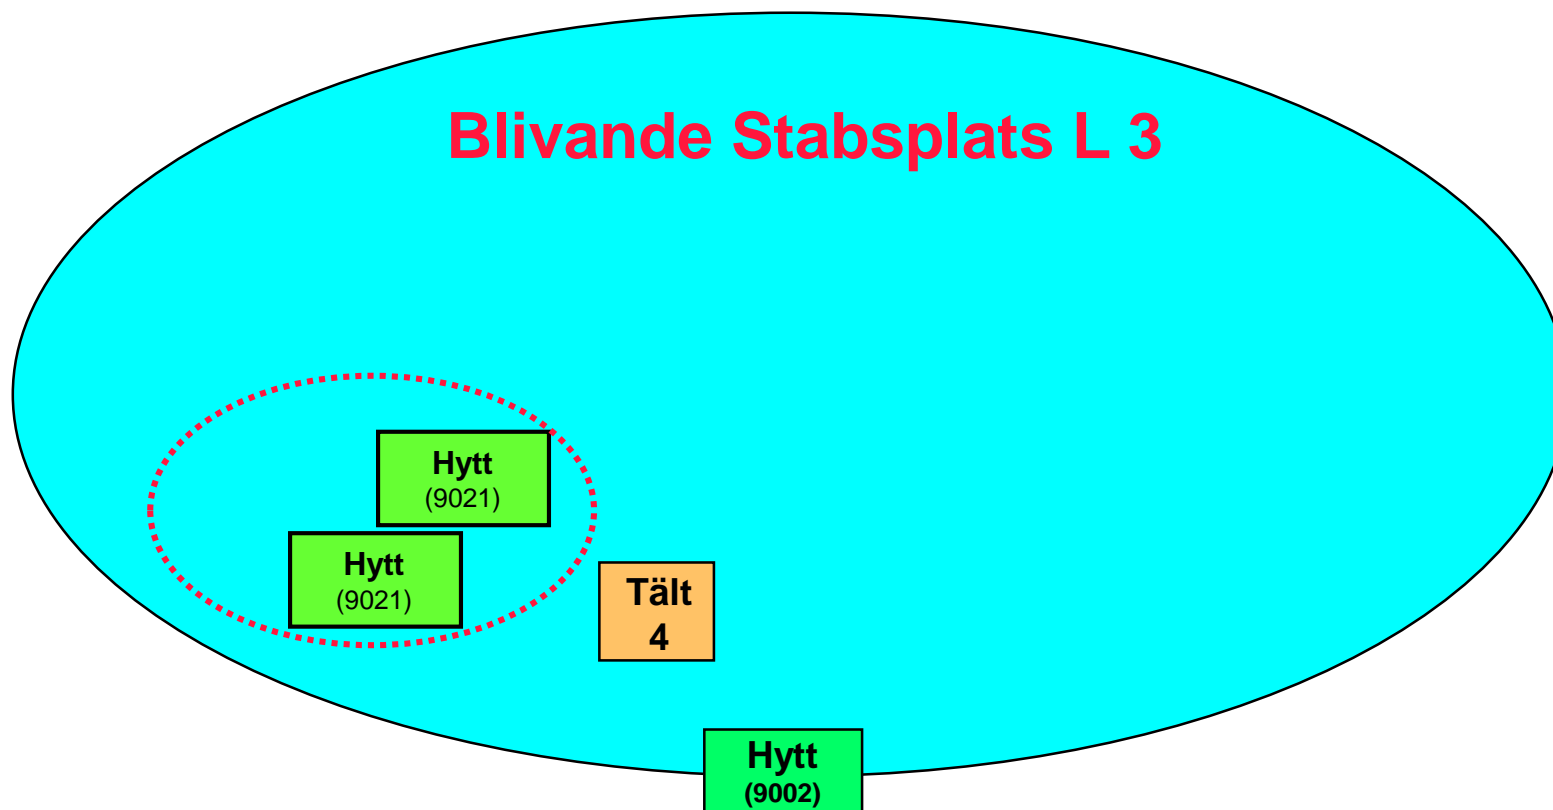 Blivande Stabsplats L 3
Hytt
(9021)
Hytt
(9021)
Tält
4
Hytt
(9002)